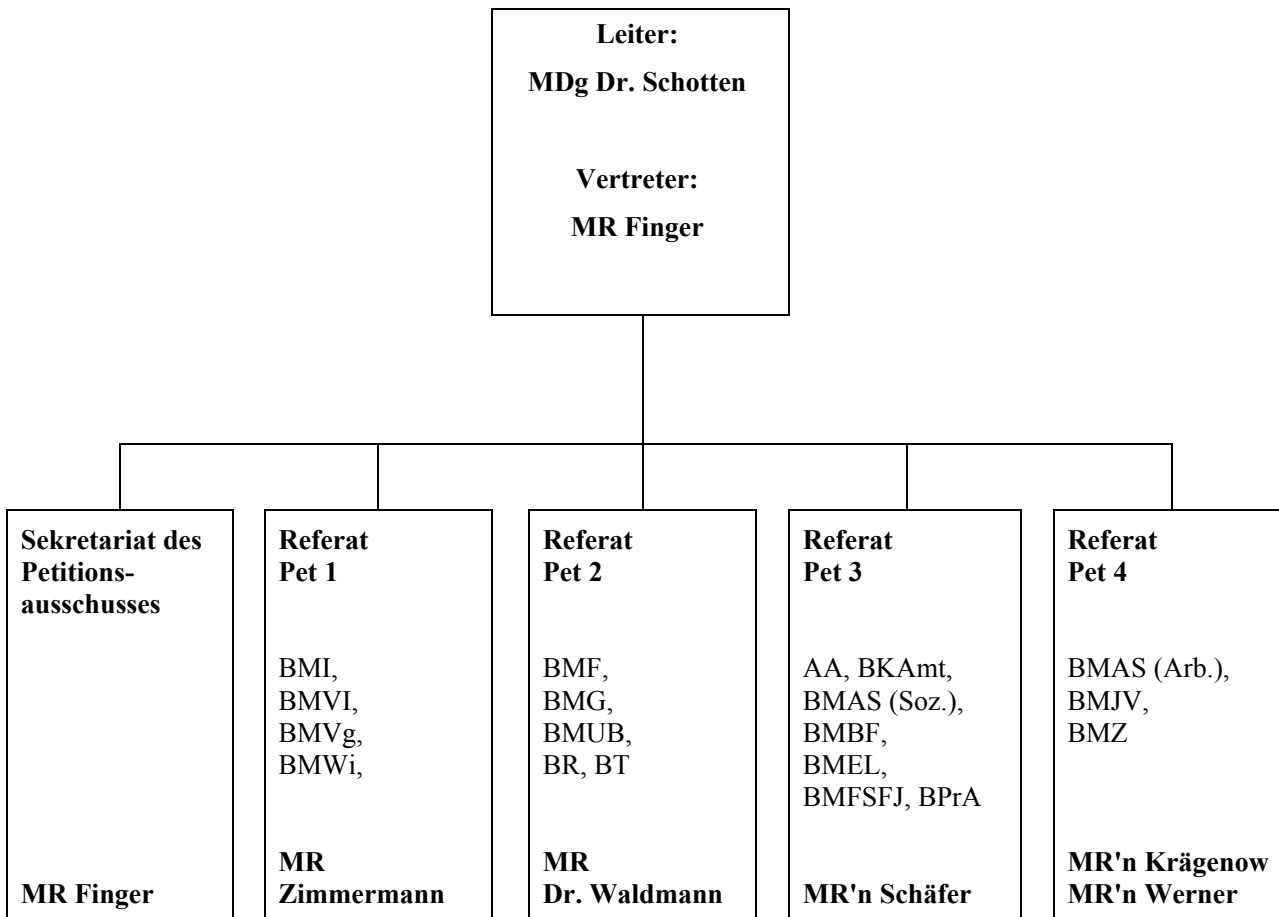 Leiter:
MDg Dr. Schotten
Vertreter:
MR Finger
Sekretariat des
Petitions-
ausschusses
MR Finger
Referat
Pet 1
BMI,
BMVI,
BMVg,
BMWi,
MR
Zimmermann
Referat
Pet 2
BMF,
BMG,
BMUB,
BR, BT
MR
Dr. Waldmann
Referat
Pet 3
AA, BKAmt,
BMAS (Soz.),
BMBF,
BMEL,
BMFSFJ, BPrA
MR'n Schäfer
Referat
Pet 4
BMAS (Arb.),
BMJV,
BMZ
MR'n Krägenow
MR'n Werner